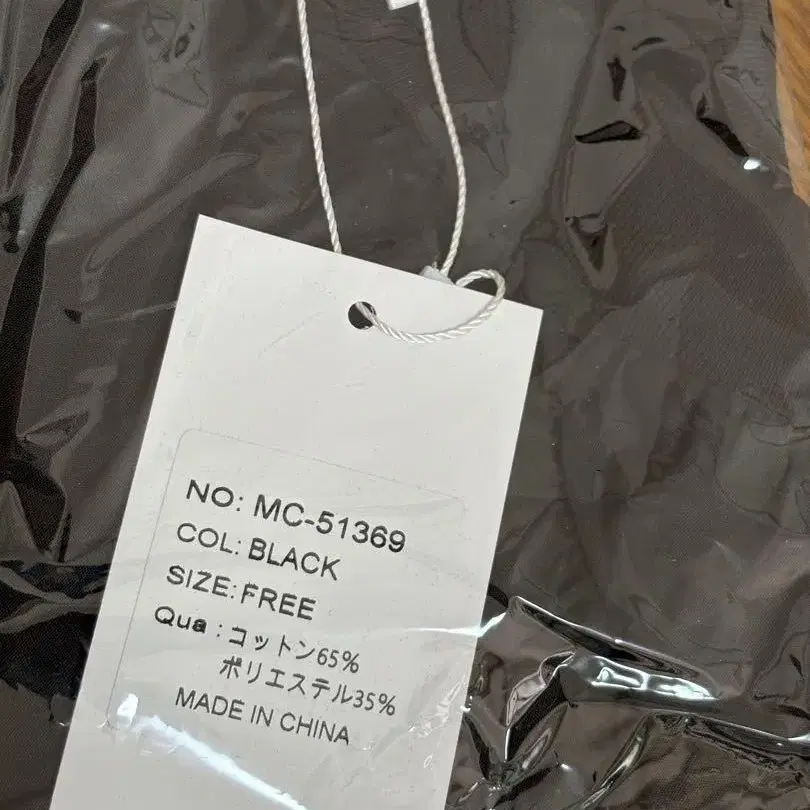 NO: MC-51369
COL: BLACK
SIZE: FREE
Qua : コットン65%
ポリエステル35%
MADE IN CHINA